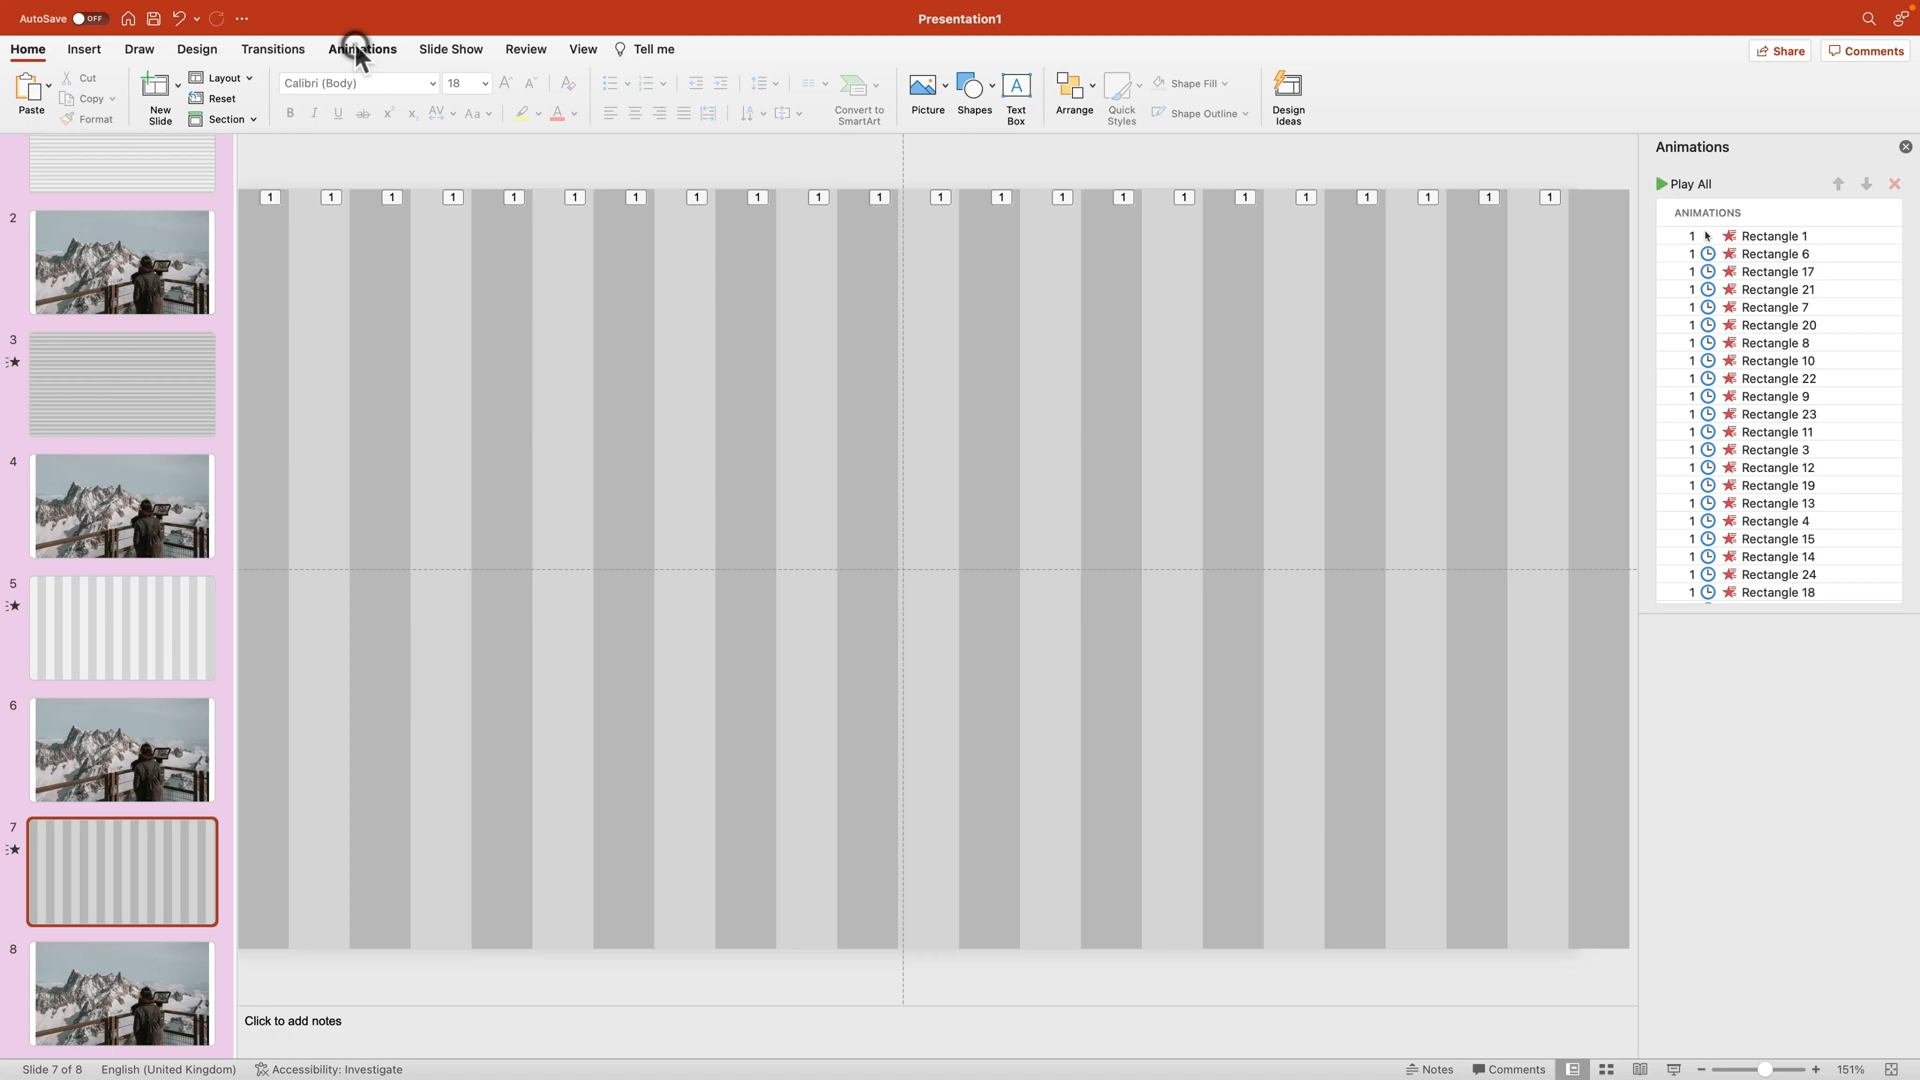 AutoSave OFF
Presentation1
Home Insert Draw Design Transitions Animations Slide Show Review View Tell me
Share Comments
Paste
Cut
Copy
Format
New
Slide
Layout
Reset
Section
Calibri (Body) 18
B I U ab x² x₂ AV Aa A A
Convert to
SmartArt
Picture
Shapes
Text
Box
Arrange
Quick
Styles
Shape Fill
Shape Outline
Design
Ideas
2
3
4
5
6
7
8
1 1 1 1 1 1 1 1 1 1 1 1 1 1 1 1 1 1 1 1 1 1
Click to add notes
Animations
Play All
ANIMATIONS
1 Rectangle 1
1 Rectangle 6
1 Rectangle 17
1 Rectangle 21
1 Rectangle 7
1 Rectangle 20
1 Rectangle 8
1 Rectangle 10
1 Rectangle 22
1 Rectangle 9
1 Rectangle 23
1 Rectangle 11
1 Rectangle 3
1 Rectangle 12
1 Rectangle 19
1 Rectangle 13
1 Rectangle 4
1 Rectangle 15
1 Rectangle 14
1 Rectangle 24
1 Rectangle 18
Slide 7 of 8 English (United Kingdom) Accessibility: Investigate
Notes Comments 151%